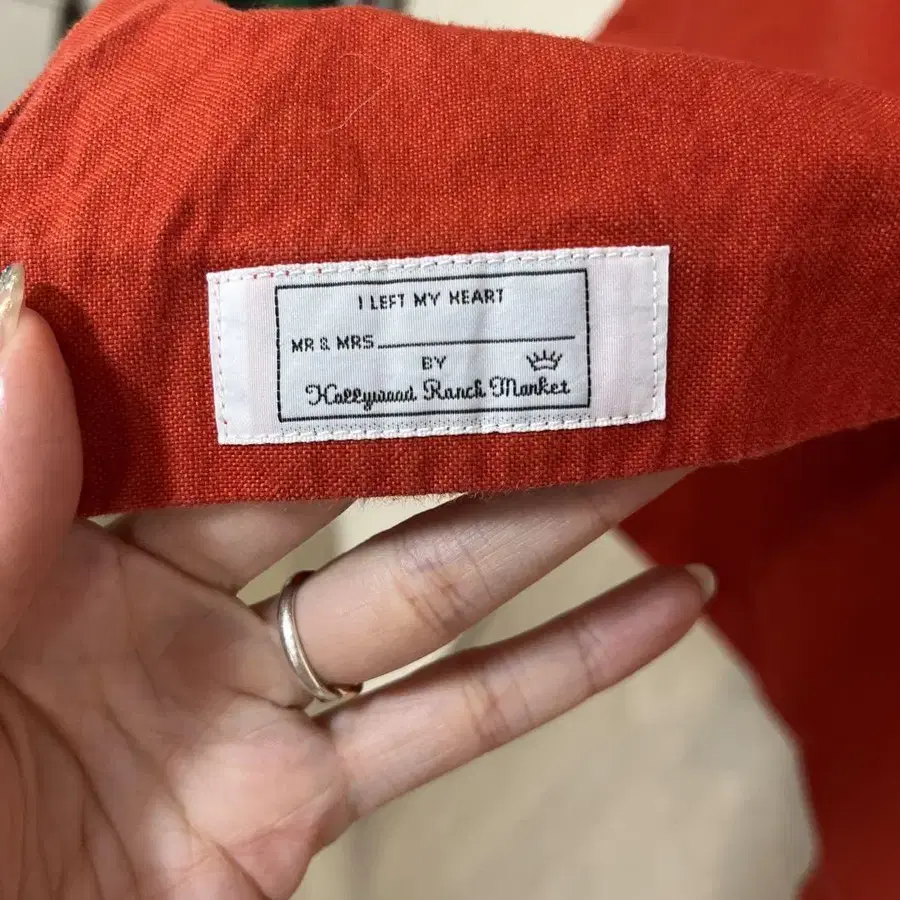 I LEFT MY HEART
MR & MRS
BY
Hollywood Ranch Market